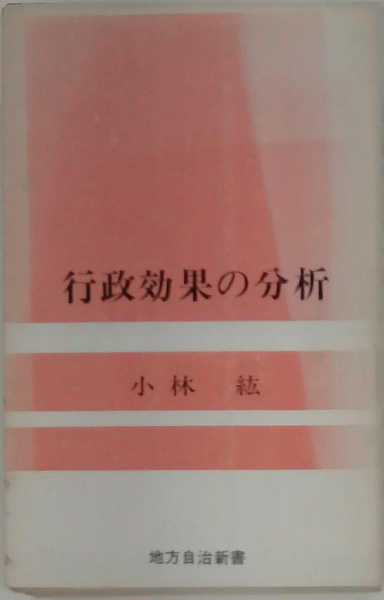 行政効果の分析
小林 紘
地方自治新書